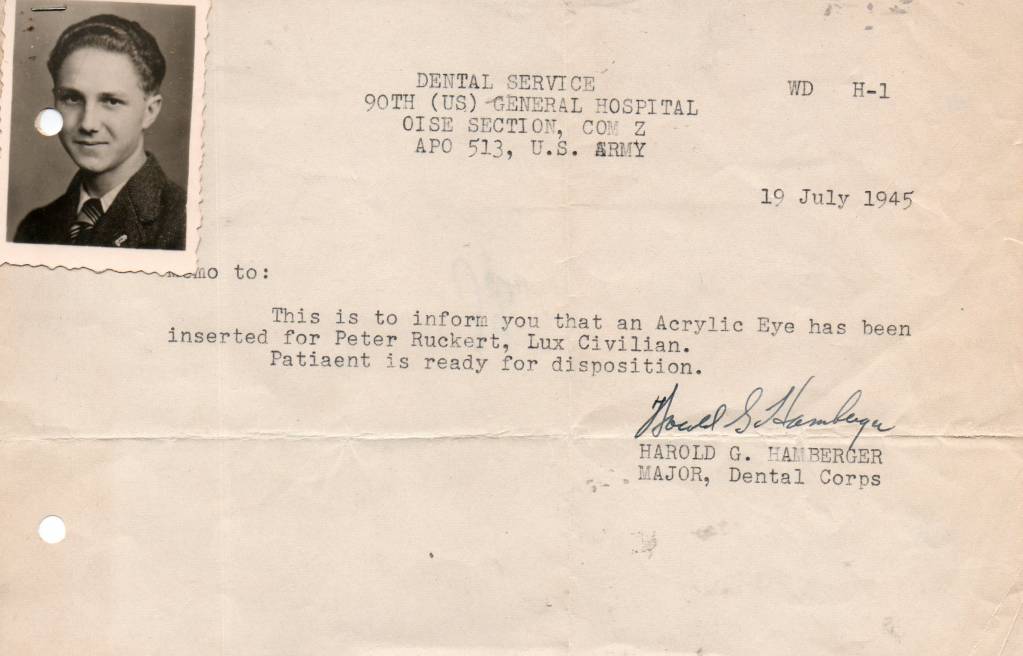 DENTAL SERVICE
90TH (US) GENERAL HOSPITAL
OISE SECTION, COM Z
APO 513, U.S. ARMY
WD H-1
19 July 1945
Memo to:
This is to inform you that an Acrylic Eye has been
inserted for Peter Ruckert, Lux Civilian.
Patiaent is ready for disposition.
Harold G Hamberger
HAROLD G. HAMBERGER
MAJOR, Dental Corps